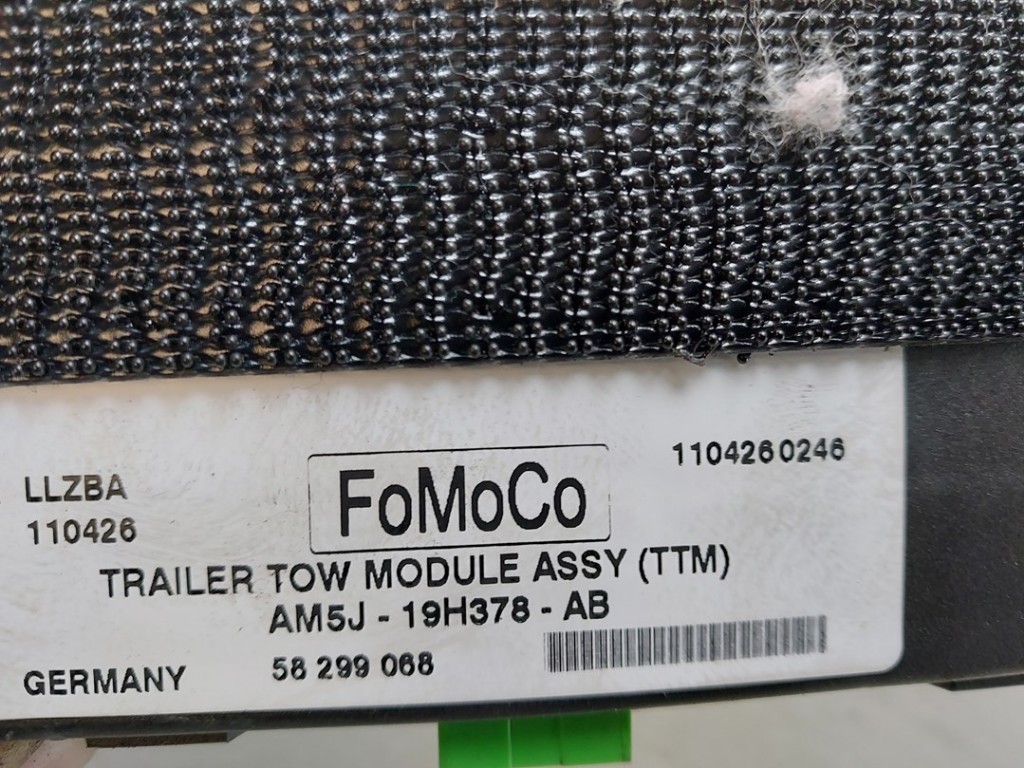 1104260246
LLZBA
FoMoCo
110426
TRAILER TOW MODULE ASSY (TTM)
AM5J - 19H378 - AB
GERMANY
58 299 068